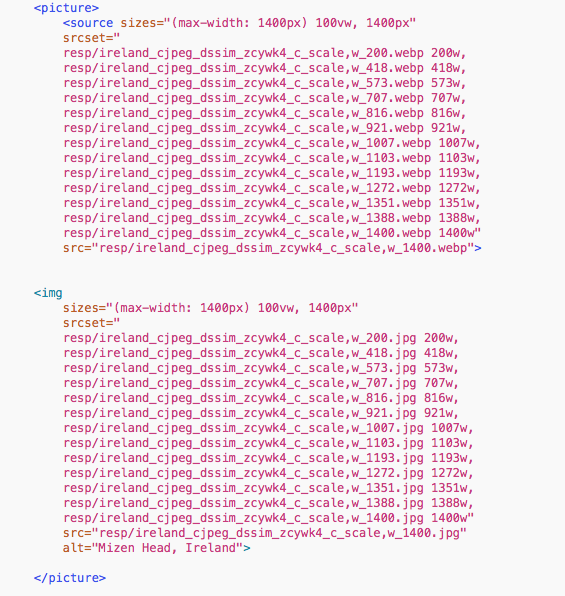 <picture>
<source sizes="(max-width: 1400px) 100vw, 1400px"
srcset="
resp/ireland_cjpeg_dssim_zcywk4_c_scale,w_200.webp 200w,
resp/ireland_cjpeg_dssim_zcywk4_c_scale,w_418.webp 418w,
resp/ireland_cjpeg_dssim_zcywk4_c_scale,w_573.webp 573w,
resp/ireland_cjpeg_dssim_zcywk4_c_scale,w_707.webp 707w,
resp/ireland_cjpeg_dssim_zcywk4_c_scale,w_816.webp 816w,
resp/ireland_cjpeg_dssim_zcywk4_c_scale,w_921.webp 921w,
resp/ireland_cjpeg_dssim_zcywk4_c_scale,w_1007.webp 1007w,
resp/ireland_cjpeg_dssim_zcywk4_c_scale,w_1103.webp 1103w,
resp/ireland_cjpeg_dssim_zcywk4_c_scale,w_1193.webp 1193w,
resp/ireland_cjpeg_dssim_zcywk4_c_scale,w_1272.webp 1272w,
resp/ireland_cjpeg_dssim_zcywk4_c_scale,w_1351.webp 1351w,
resp/ireland_cjpeg_dssim_zcywk4_c_scale,w_1388.webp 1388w,
resp/ireland_cjpeg_dssim_zcywk4_c_scale,w_1400.webp 1400w"
src="resp/ireland_cjpeg_dssim_zcywk4_c_scale,w_1400.webp">
<img
sizes="(max-width: 1400px) 100vw, 1400px"
srcset="
resp/ireland_cjpeg_dssim_zcywk4_c_scale,w_200.jpg 200w,
resp/ireland_cjpeg_dssim_zcywk4_c_scale,w_418.jpg 418w,
resp/ireland_cjpeg_dssim_zcywk4_c_scale,w_573.jpg 573w,
resp/ireland_cjpeg_dssim_zcywk4_c_scale,w_707.jpg 707w,
resp/ireland_cjpeg_dssim_zcywk4_c_scale,w_816.jpg 816w,
resp/ireland_cjpeg_dssim_zcywk4_c_scale,w_921.jpg 921w,
resp/ireland_cjpeg_dssim_zcywk4_c_scale,w_1007.jpg 1007w,
resp/ireland_cjpeg_dssim_zcywk4_c_scale,w_1103.jpg 1103w,
resp/ireland_cjpeg_dssim_zcywk4_c_scale,w_1193.jpg 1193w,
resp/ireland_cjpeg_dssim_zcywk4_c_scale,w_1272.jpg 1272w,
resp/ireland_cjpeg_dssim_zcywk4_c_scale,w_1351.jpg 1351w,
resp/ireland_cjpeg_dssim_zcywk4_c_scale,w_1388.jpg 1388w,
resp/ireland_cjpeg_dssim_zcywk4_c_scale,w_1400.jpg 1400w"
src="resp/ireland_cjpeg_dssim_zcywk4_c_scale,w_1400.jpg"
alt="Mizen Head, Ireland">
</picture>